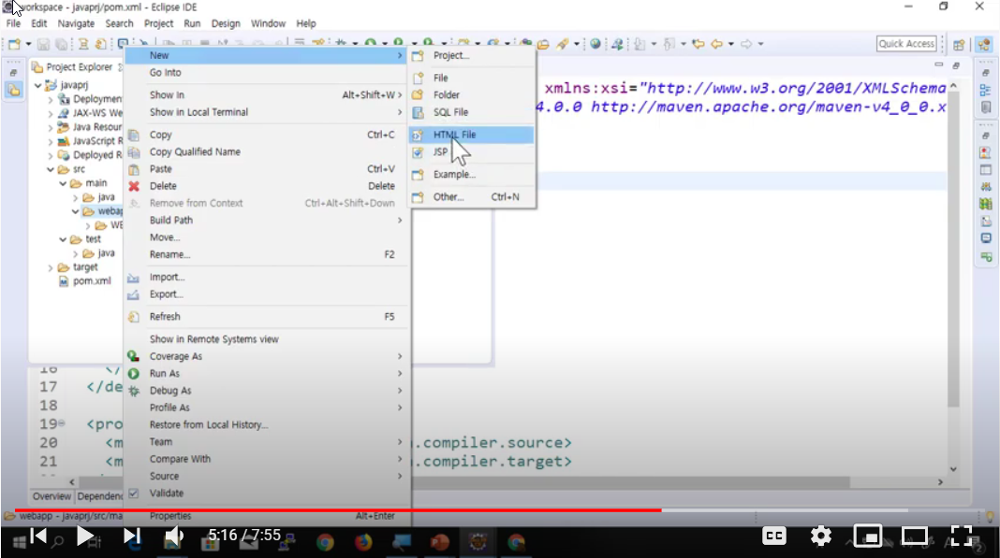 workspace - javaprj/pom.xml - Eclipse IDE
File Edit Navigate Search Project Run Design Window Help
Quick Access
Project Explorer
javaprj
Deploymen
JAX-WS We
Java Resour
JavaScript R
Deployed R
src
main
java
webap
WE
test
java
target
pom.xml
New
Go Into
Show In Alt+Shift+W >
Show in Local Terminal
Copy Ctrl+C
Copy Qualified Name
Paste Ctrl+V
Delete Delete
Remove from Context Ctrl+Alt+Shift+Down
Build Path
Move...
Rename... F2
Import...
Export...
Refresh F5
Show in Remote Systems view
Coverage As
Run As
Debug As
Profile As
Restore from Local History...
Team
Compare With
Source
Validate
Properties Alt+Enter
Project...
File
Folder
SQL File
HTML File
JSP
Example...
Other... Ctrl+N
xmlns:xsi="http://www.w3.org/2001/XMLSchema
4.0.0 http://maven.apache.org/maven-v4_0_0.x
16 </
17 </de
18
19 <pro
20 <m .compiler.source>
21 <m .compiler.target>
Overview Dependenc
webapp - javaprj/src/ma
5:16 / 7:55
CC